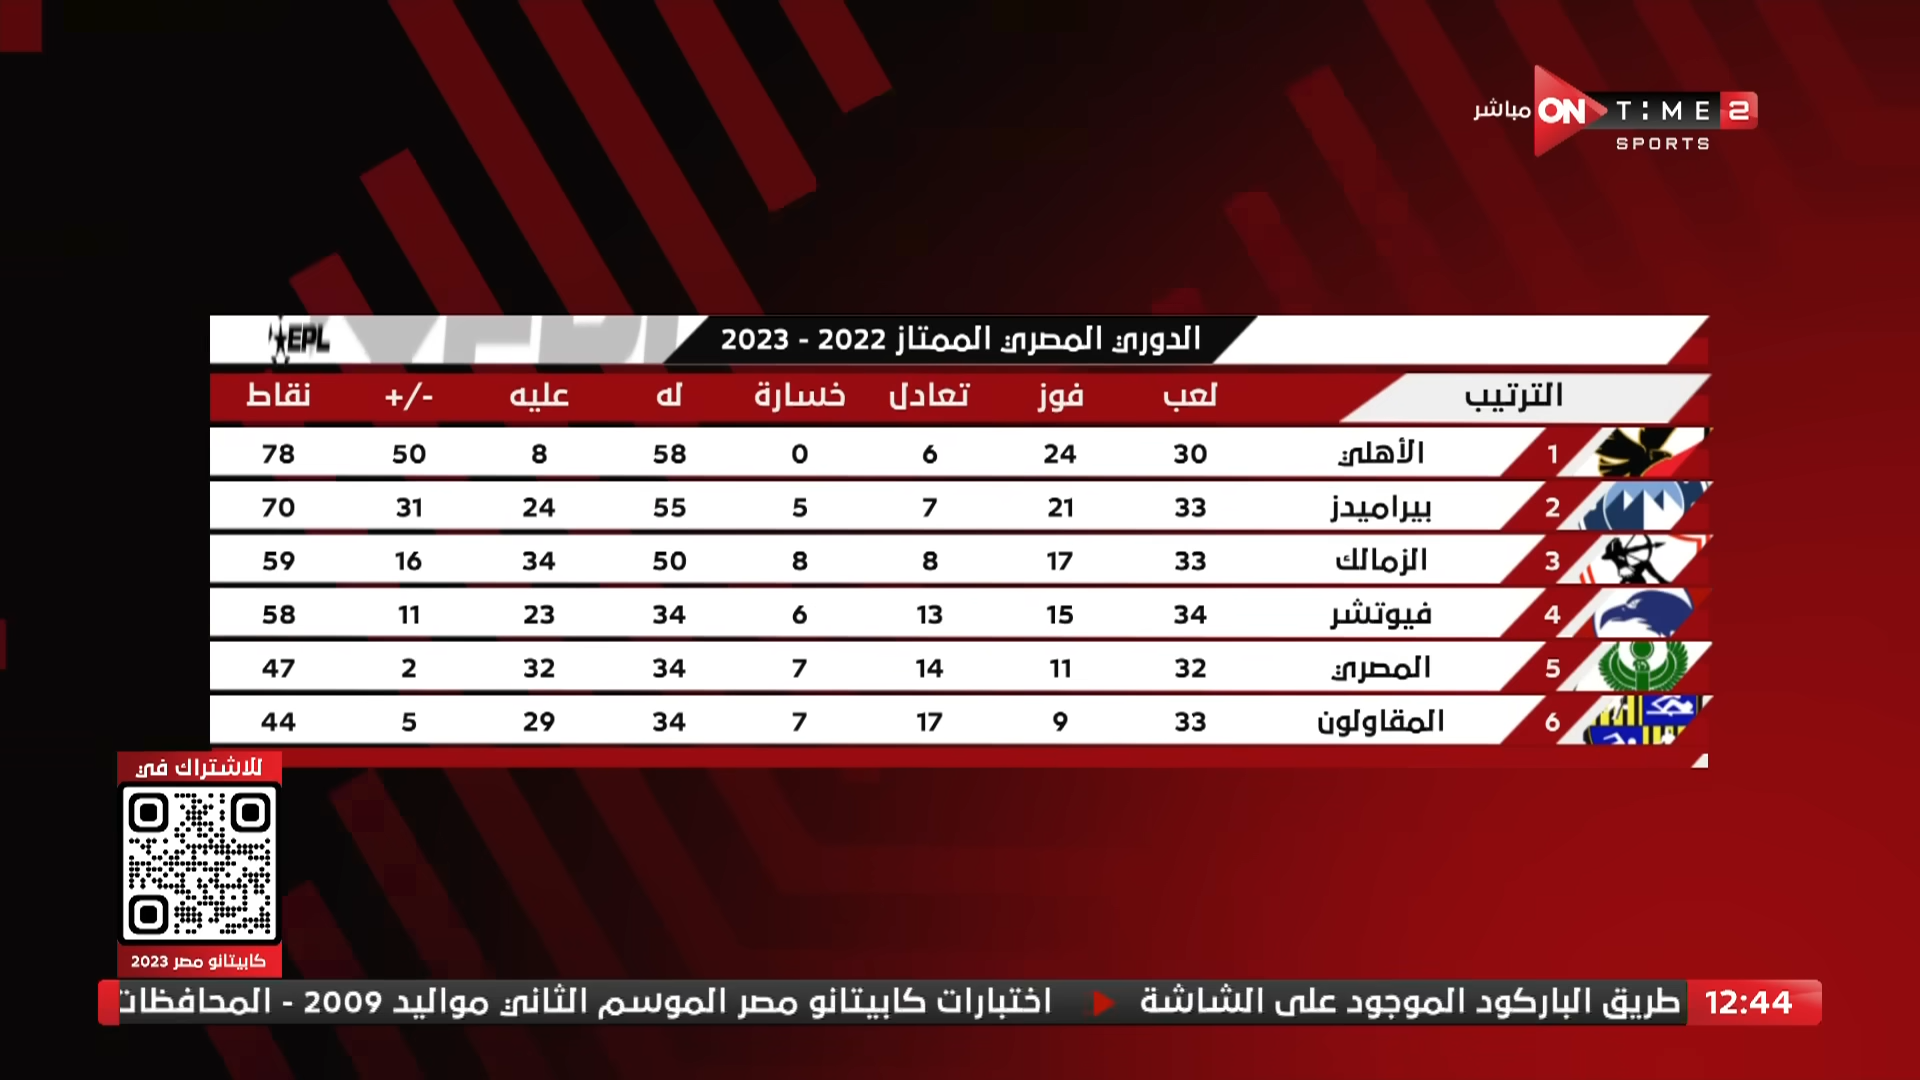 مباشر ON TIME 2
SPORTS
الدوري المصري الممتاز 2022 - 2023 EPL
الترتيب لعب فوز تعادل خسارة له عليه -/+ نقاط
1 الأهلي 30 24 6 0 58 8 50 78
2 بيراميدز 33 21 7 5 55 24 31 70
3 الزمالك 33 17 8 8 50 34 16 59
4 فيوتشر 34 15 13 6 34 23 11 58
5 المصري 32 11 14 7 34 32 2 47
6 المقاولون 33 9 17 7 34 29 5 44
للاشتراك في
كابيتانو مصر 2023
12:44 طريق الباركود الموجود على الشاشة اختبارات كابيتانو مصر الموسم الثاني مواليد 2009 - المحافظات